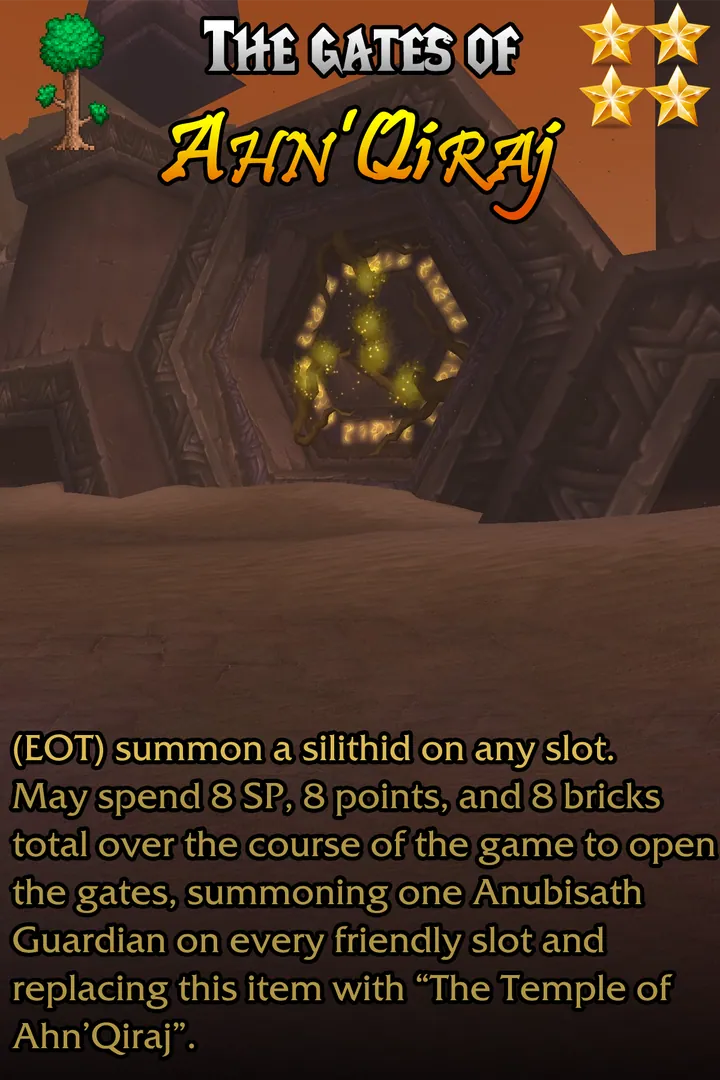 The gates of
Ahn'Qiraj
(EOT) summon a silithid on any slot.
May spend 8 SP, 8 points, and 8 bricks
total over the course of the game to open
the gates, summoning one Anubisath
Guardian on every friendly slot and
replacing this item with “The Temple of
Ahn’Qiraj”.